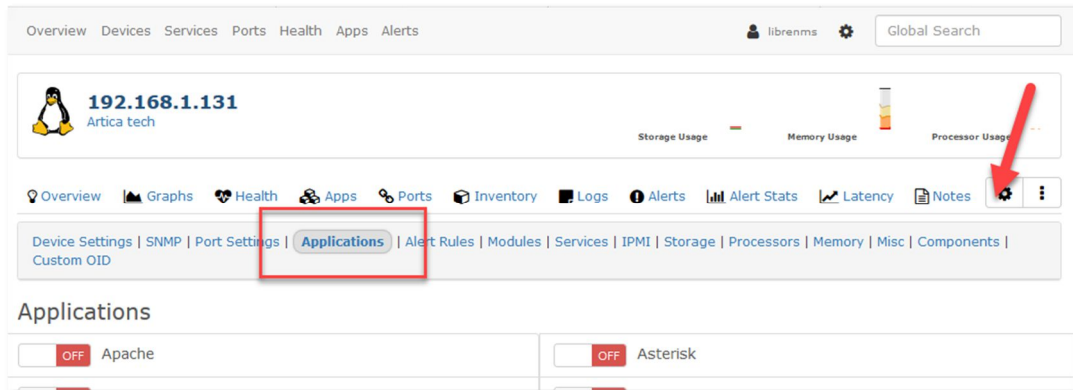 Overview Devices Services Ports Health Apps Alerts librenms Global Search
192.168.1.131
Artica tech
Storage Usage Memory Usage Processor Usage
Overview Graphs Health Apps Ports Inventory Logs Alerts Alert Stats Latency Notes
Device Settings | SNMP | Port Settings | Applications | Alert Rules | Modules | Services | IPMI | Storage | Processors | Memory | Misc | Components |
Custom OID
Applications
OFF Apache OFF Asterisk